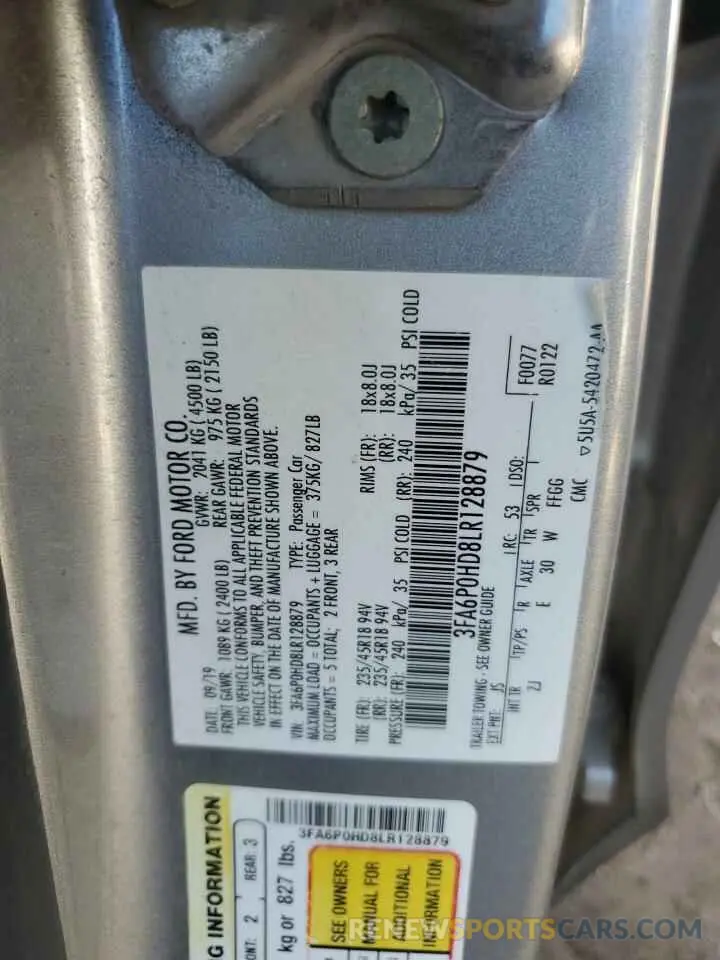 MFD. BY FORD MOTOR CO.
DATE: 09/19 GVWR: 2041 KG ( 4500 LB)
FRONT GAWR: 1089 KG ( 2400 LB) REAR GAWR: 975 KG ( 2150 LB)
THIS VEHICLE CONFORMS TO ALL APPLICABLE FEDERAL MOTOR
VEHICLE SAFETY, BUMPER, AND THEFT PREVENTION STANDARDS
IN EFFECT ON THE DATE OF MANUFACTURE SHOWN ABOVE.
VIN: 3FA6P0HD8LR128879 TYPE: Passenger Car
MAXIMUM LOAD = OCCUPANTS + LUGGAGE = 375KG/ 827LB
OCCUPANTS = 5 TOTAL; 2 FRONT, 3 REAR
TIRE (FR): 235/45R18 94V RIMS (FR): 18x8.0J
(RR): 235/45R18 94V (RR): 18x8.0J
PRESSURE (FR): 240 kPa/ 35 PSI COLD (RR): 240 kPa/ 35 PSI COLD
3FA6P0HD8LR128879
TRAILER TOWING - SEE OWNER GUIDE
F0077
R0122
EXT PNT: JS RC: 53 DSO:
INT TR TP/PS R AXLE TR SPR
ZJ E 30 W FFGG
CMC ▽5U5A-5420472-AA
3FA6P0HD8LR128879
G INFORMATION
ONT: 2 REAR: 3
kg or 827 lbs.
SEE OWNERS
MANUAL FOR
ADDITIONAL
INFORMATION
RENEWSPORTSCARS.COM